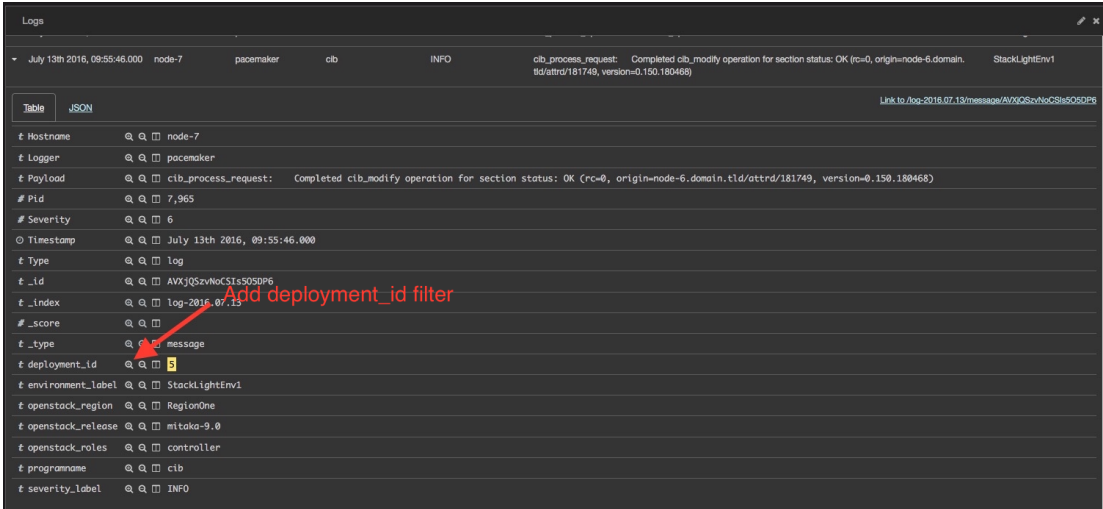 Logs
July 13th 2016, 09:55:46.000 node-7 pacemaker cib INFO cib_process_request: Completed cib_modify operation for section status: OK (rc=0, origin=node-6.domain. StackLightEnv1
tld/attrd/181749, version=0.150.180468)
Table JSON Link to /log-2016.07.13/message/AVXjQSzvNoCSIs5O5DP6
t Hostname node-7
t Logger pacemaker
t Payload cib_process_request: Completed cib_modify operation for section status: OK (rc=0, origin=node-6.domain.tld/attrd/181749, version=0.150.180468)
# Pid 7,965
# Severity 6
Timestamp July 13th 2016, 09:55:46.000
t Type log
t _id AVXjQSzvNoCSIs5O5DP6
Add deployment_id filter
t _index log-2016.07.13
# _score
t _type message
t deployment_id 5
t environment_label StackLightEnv1
t openstack_region RegionOne
t openstack_release mitaka-9.0
t openstack_roles controller
t programname cib
t severity_label INFO